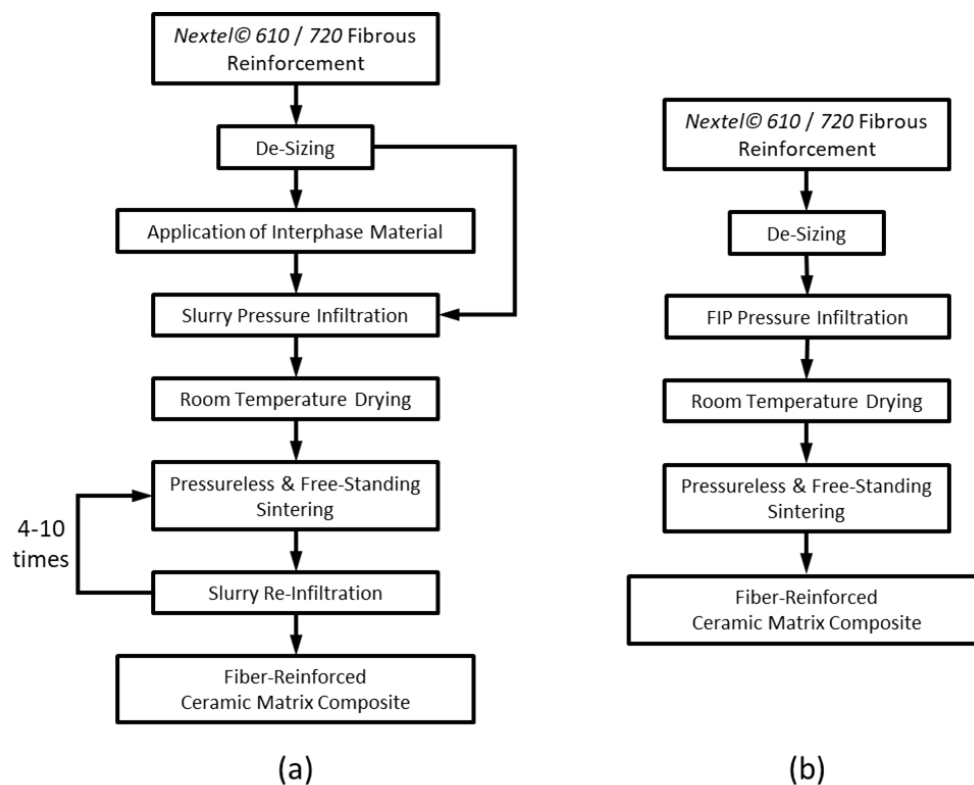 Nextel© 610 / 720 Fibrous
Reinforcement
De-Sizing
Application of Interphase Material
Slurry Pressure Infiltration
Room Temperature Drying
Pressureless & Free-Standing
Sintering
4-10
times
Slurry Re-Infiltration
Fiber-Reinforced
Ceramic Matrix Composite
(a)
Nextel© 610 / 720 Fibrous
Reinforcement
De-Sizing
FIP Pressure Infiltration
Room Temperature Drying
Pressureless & Free-Standing
Sintering
Fiber-Reinforced
Ceramic Matrix Composite
(b)